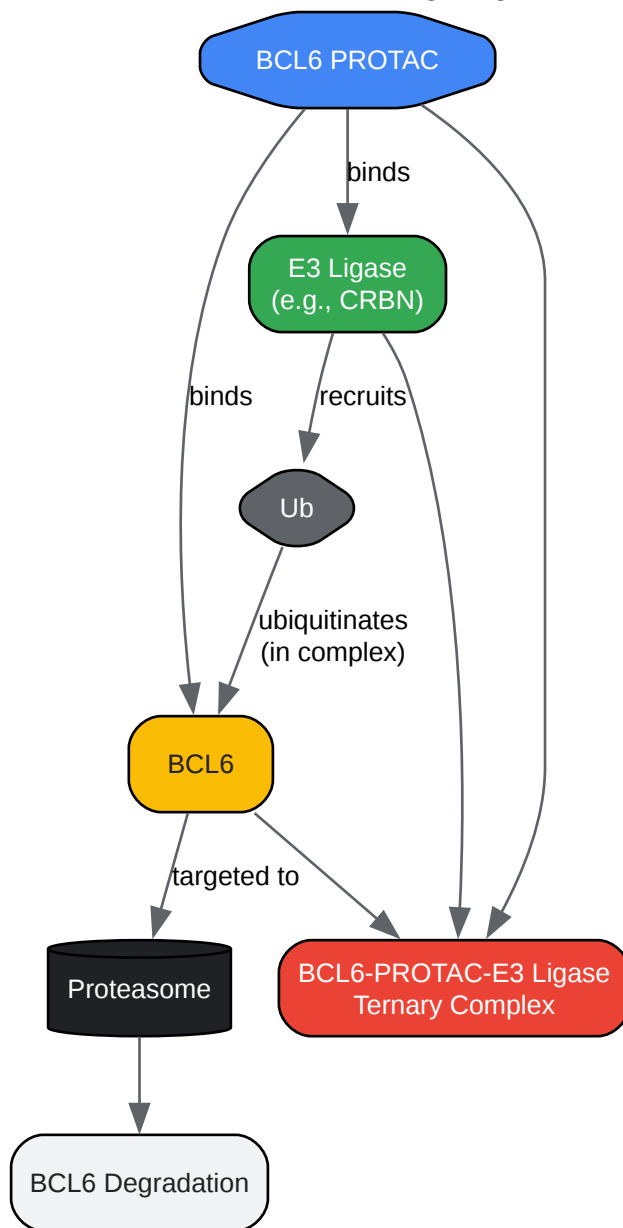 BCL6 PROTAC
binds
E3 Ligase
(e.g., CRBN)
binds
recruits
Ub
ubiquitinates
(in complex)
BCL6
targeted to
Proteasome
BCL6-PROTAC-E3 Ligase
Ternary Complex
BCL6 Degradation